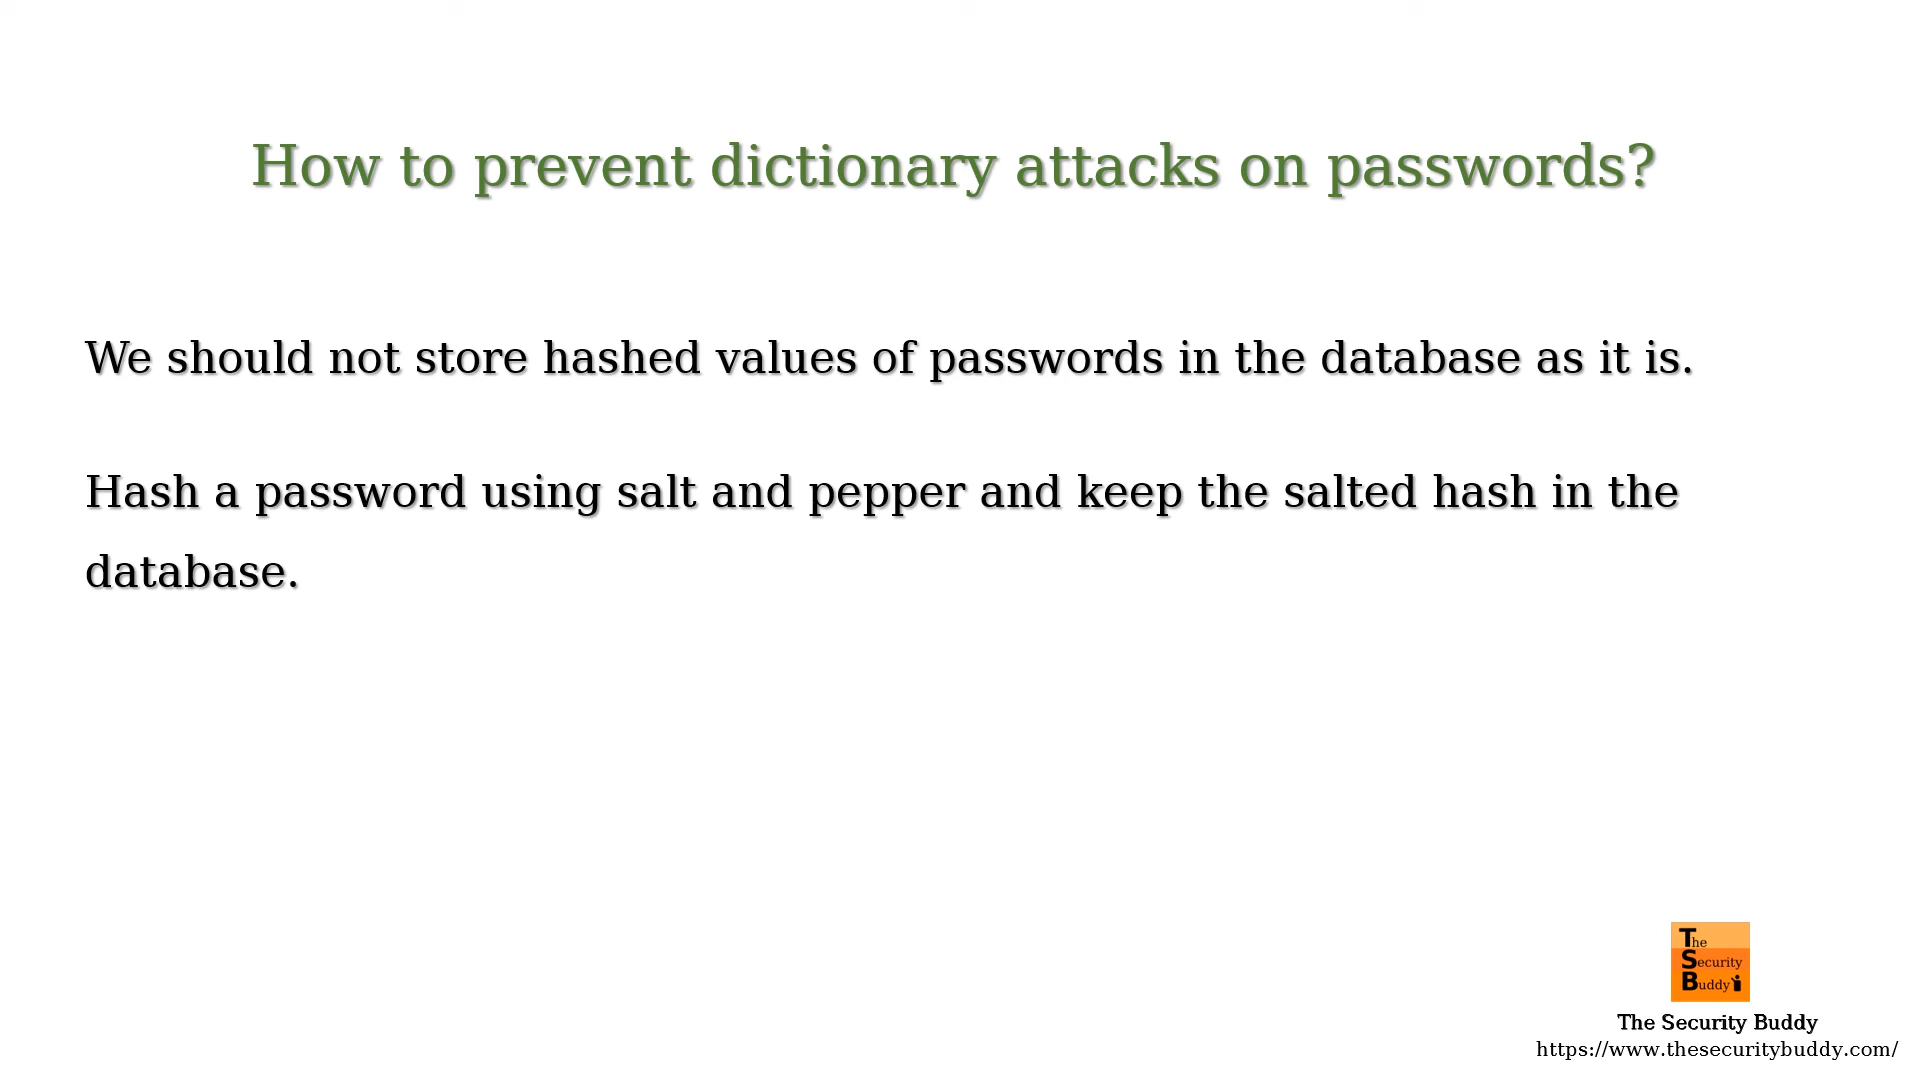 How to prevent dictionary attacks on passwords?
We should not store hashed values of passwords in the database as it is.
Hash a password using salt and pepper and keep the salted hash in the
database.
The
Security
Buddy
The Security Buddy
https://www.thesecuritybuddy.com/